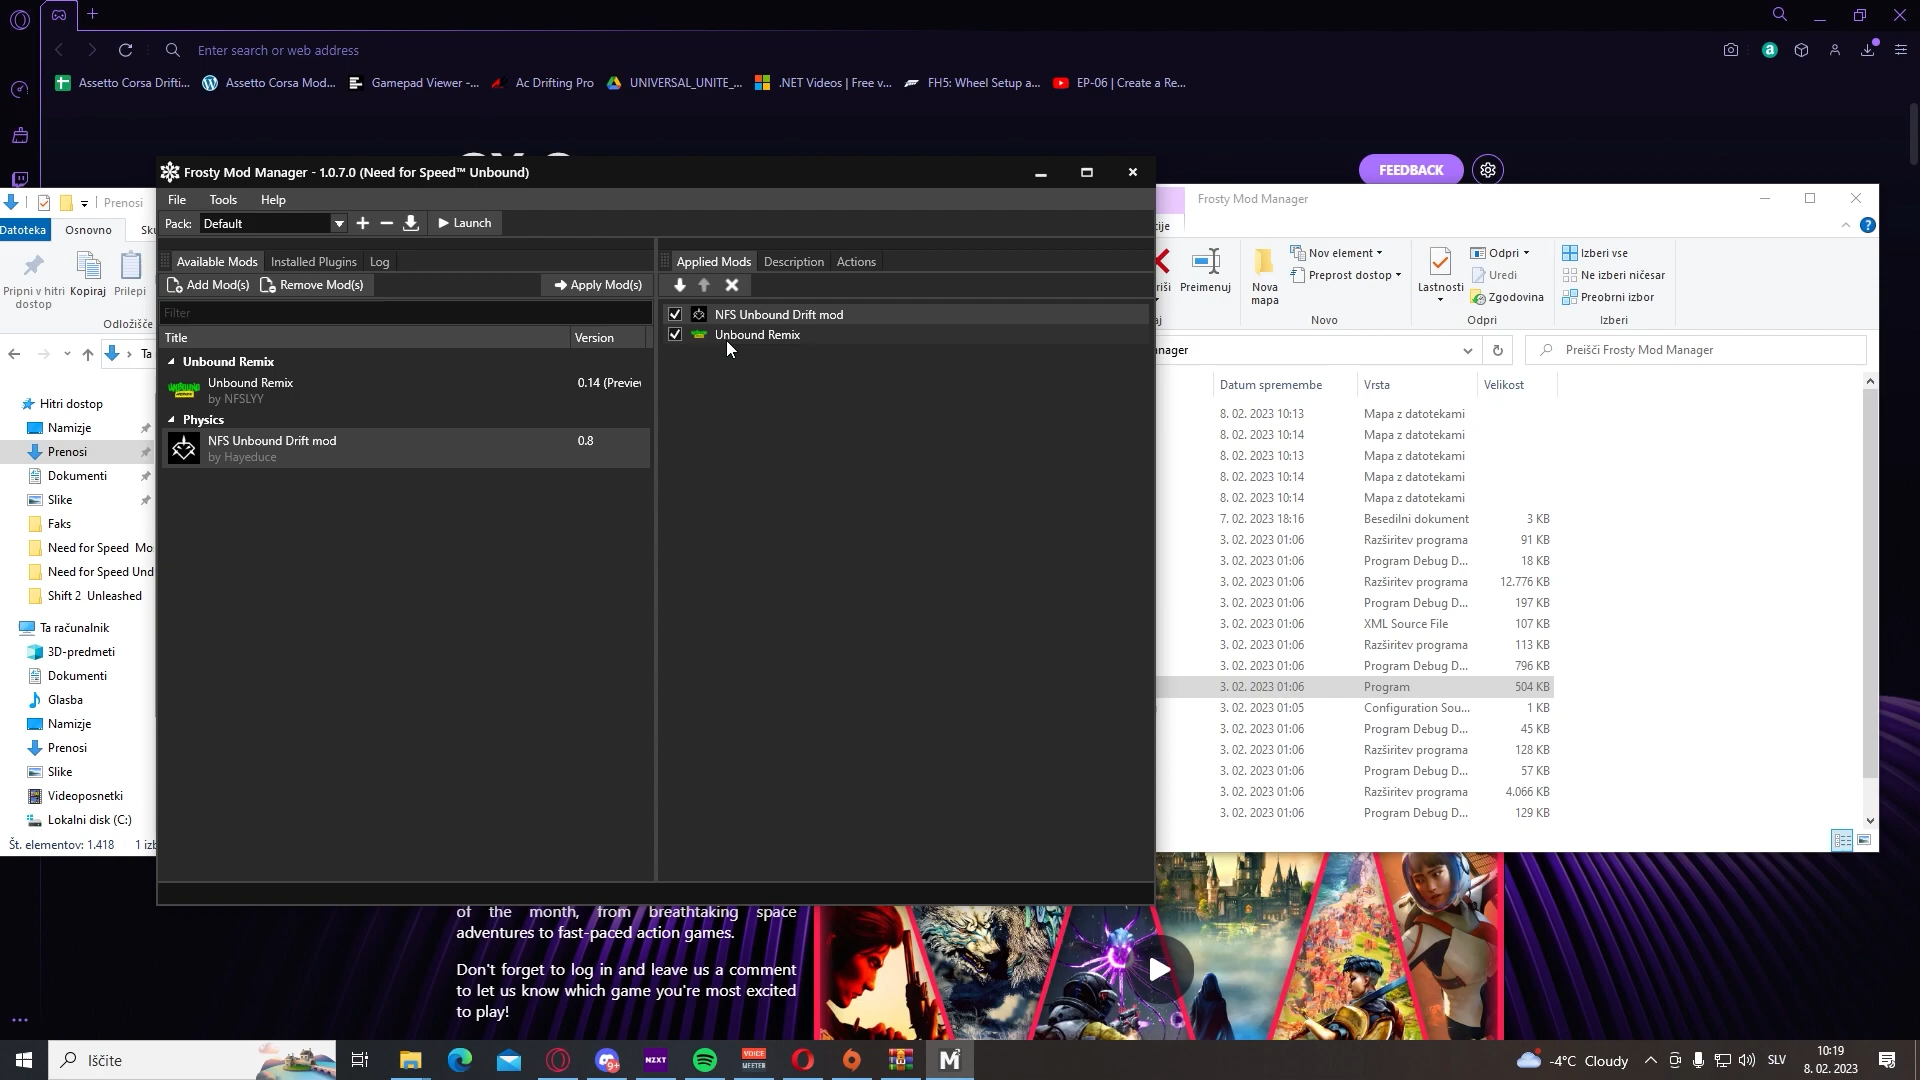 Enter search or web address
Assetto Corsa Drifti...
Assetto Corsa Mod...
Gamepad Viewer -...
Ac Drifting Pro
UNIVERSAL_UNITE_...
.NET Videos | Free v...
FH5: Wheel Setup a...
EP-06 | Create a Re...
FEEDBACK
Frosty Mod Manager - 1.0.7.0 (Need for Speed™ Unbound)
File
Tools
Help
Pack:
Default
Launch
Available Mods
Installed Plugins
Log
Add Mod(s)
Remove Mod(s)
Apply Mod(s)
Filter
Title
Version
Unbound Remix
Unbound Remix
0.14 (Previe
by NFSLYY
Physics
NFS Unbound Drift mod
0.8
by Hayeduce
Applied Mods
Description
Actions
NFS Unbound Drift mod
Unbound Remix
Prenosi
Datoteka
Osnovno
Sku
Pripni v hitri
dostop
Kopiraj
Prilepi
Odložišče
Ta
Hitri dostop
Namizje
Prenosi
Dokumenti
Slike
Faks
Need for Speed Mo
Need for Speed Und
Shift 2 Unleashed
Ta računalnik
3D-predmeti
Dokumenti
Glasba
Namizje
Prenosi
Slike
Videoposnetki
Lokalni disk (C:)
Št. elementov: 1.418
1 izb
Frosty Mod Manager
cije
Preimenuj
Nova
mapa
Nov element
Preprost dostop
Novo
Lastnosti
Odpri
Uredi
Zgodovina
Odpri
Izberi vse
Ne izberi ničesar
Preobrni izbor
Izberi
anager
Preišči Frosty Mod Manager
Datum spremembe
Vrsta
Velikost
8. 02. 2023 10:13 Mapa z datotekami
8. 02. 2023 10:14 Mapa z datotekami
8. 02. 2023 10:13 Mapa z datotekami
8. 02. 2023 10:14 Mapa z datotekami
8. 02. 2023 10:14 Mapa z datotekami
7. 02. 2023 18:16 Besedilni dokument 3 KB
3. 02. 2023 01:06 Razširitev programa 91 KB
3. 02. 2023 01:06 Program Debug D... 18 KB
3. 02. 2023 01:06 Razširitev programa 12.776 KB
3. 02. 2023 01:06 Program Debug D... 197 KB
3. 02. 2023 01:06 XML Source File 107 KB
3. 02. 2023 01:06 Razširitev programa 113 KB
3. 02. 2023 01:06 Program Debug D... 796 KB
3. 02. 2023 01:06 Program 504 KB
3. 02. 2023 01:05 Configuration Sou... 1 KB
3. 02. 2023 01:06 Program Debug D... 45 KB
3. 02. 2023 01:06 Razširitev programa 128 KB
3. 02. 2023 01:06 Program Debug D... 57 KB
3. 02. 2023 01:06 Razširitev programa 4.066 KB
3. 02. 2023 01:06 Program Debug D... 129 KB
of the month, from breathtaking space
adventures to fast-paced action games.
Don't forget to log in and leave us a comment
to let us know which game you're most excited
to play!
Iščite
NZXT
VOICE
MEETER
9+
-4°C Cloudy
SLV
10:19
8. 02. 2023